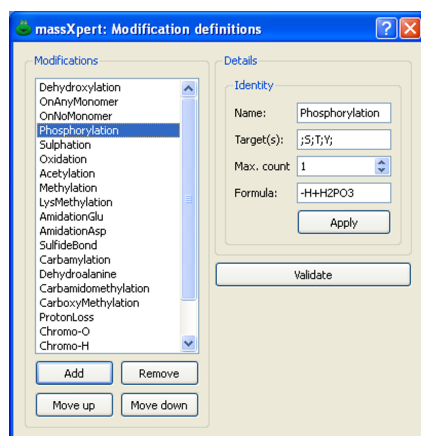 massXpert: Modification definitions
Modifications
Dehydroxylation
OnAnyMonomer
OnNoMonomer
Phosphorylation
Sulphation
Oxidation
Acetylation
Methylation
LysMethylation
AmidationGlu
AmidationAsp
SulfideBond
Carbamylation
Dehydroalanine
Carbamidomethylation
CarboxyMethylation
ProtonLoss
Chromo-O
Chromo-H
Add
Remove
Move up
Move down
Details
Identity
Name: Phosphorylation
Target(s): ;S;T;Y;
Max. count 1
Formula: -H+H2PO3
Apply
Validate